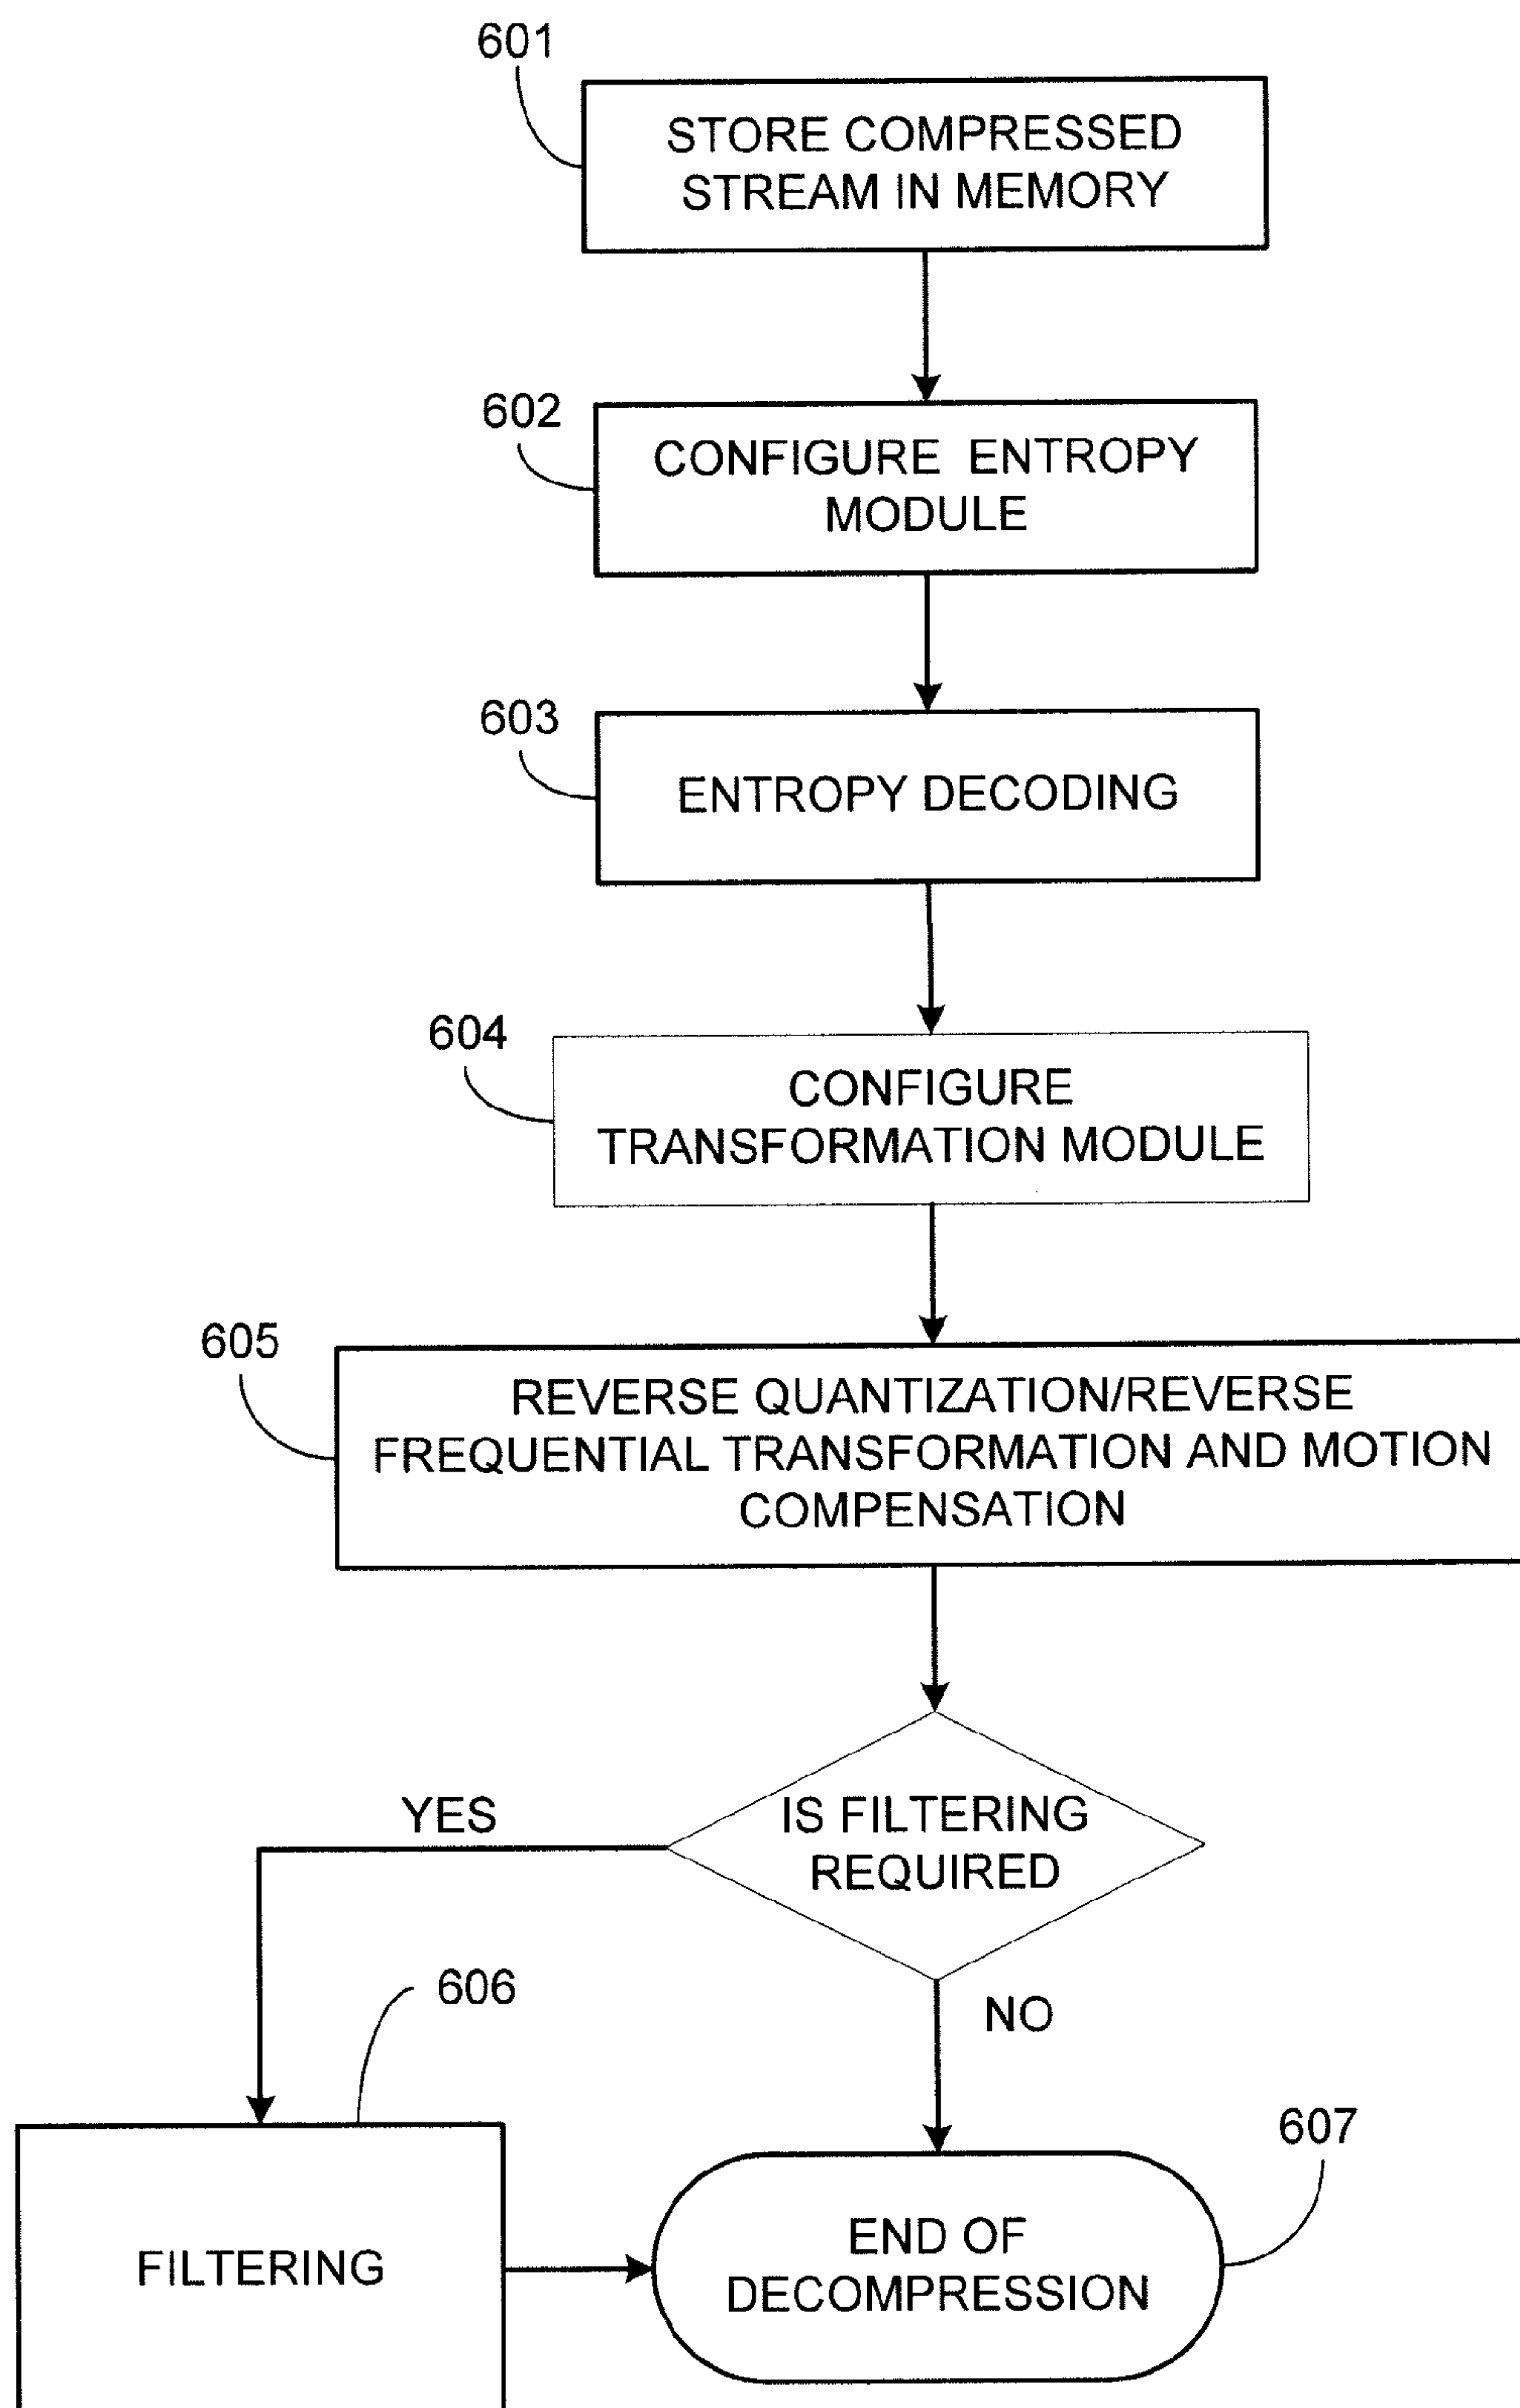 601
STORE COMPRESSED
STREAM IN MEMORY
602
CONFIGURE ENTROPY
MODULE
603
ENTROPY DECODING
604
CONFIGURE
TRANSFORMATION MODULE
605
REVERSE QUANTIZATION/REVERSE
FREQUENTIAL TRANSFORMATION AND MOTION
COMPENSATION
YES
IS FILTERING
REQUIRED
606
NO
607
FILTERING
END OF
DECOMPRESSION